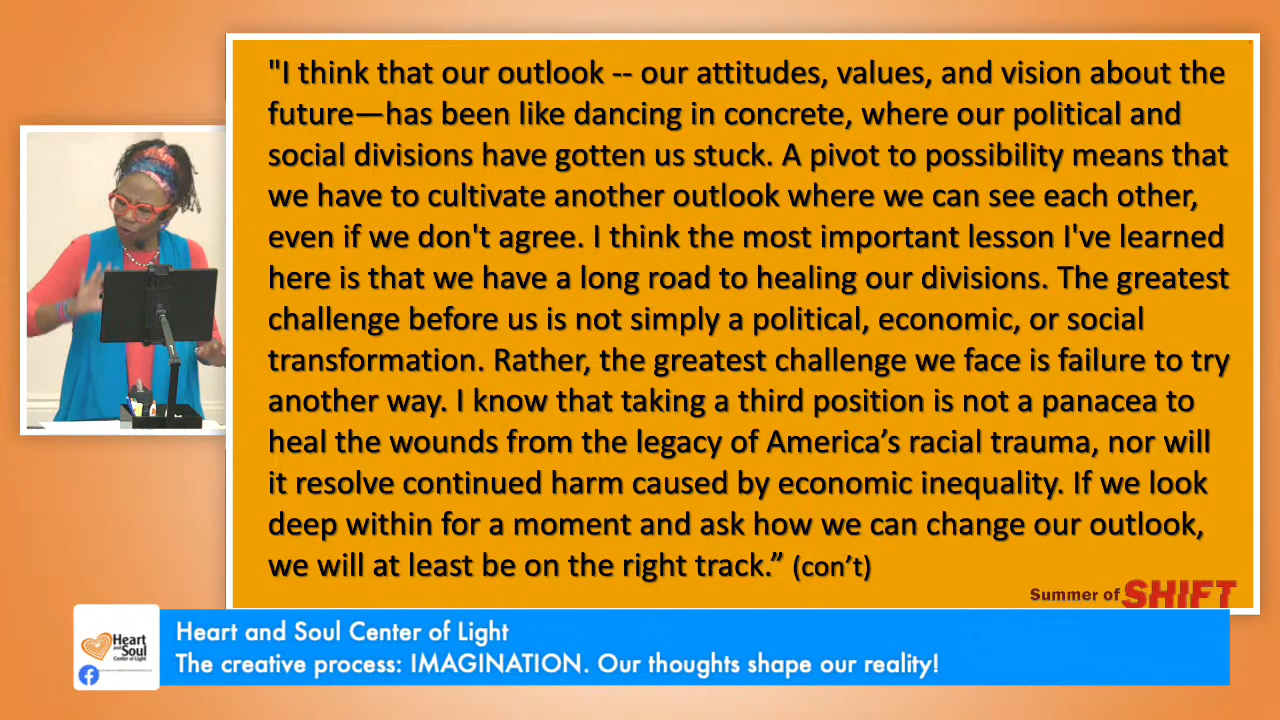 "I think that our outlook -- our attitudes, values, and vision about the
future—has been like dancing in concrete, where our political and
social divisions have gotten us stuck. A pivot to possibility means that
we have to cultivate another outlook where we can see each other,
even if we don't agree. I think the most important lesson I've learned
here is that we have a long road to healing our divisions. The greatest
challenge before us is not simply a political, economic, or social
transformation. Rather, the greatest challenge we face is failure to try
another way. I know that taking a third position is not a panacea to
heal the wounds from the legacy of America’s racial trauma, nor will
it resolve continued harm caused by economic inequality. If we look
deep within for a moment and ask how we can change our outlook,
we will at least be on the right track.” (con’t)
Summer of SHIFT
Heart
and Soul
Center of Light
Heart and Soul Center of Light
The creative process: IMAGINATION. Our thoughts shape our reality!